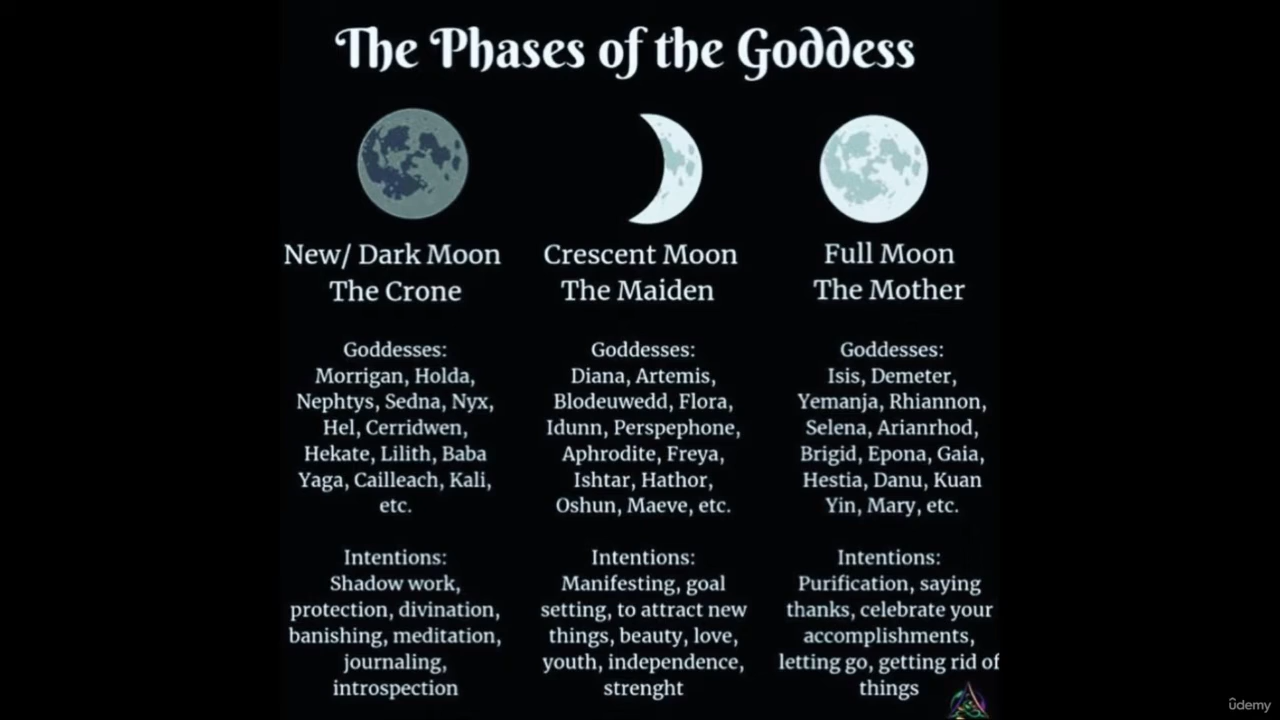 The Phases of the Goddess
New/ Dark Moon
The Crone
Goddesses:
Morrigan, Holda,
Nephtys, Sedna, Nyx,
Hel, Cerridwen,
Hekate, Lilith, Baba
Yaga, Cailleach, Kali,
etc.
Intentions:
Shadow work,
protection, divination,
banishing, meditation,
journaling,
introspection
Crescent Moon
The Maiden
Goddesses:
Diana, Artemis,
Blodeuwedd, Flora,
Idunn, Perspephone,
Aphrodite, Freya,
Ishtar, Hathor,
Oshun, Maeve, etc.
Intentions:
Manifesting, goal
setting, to attract new
things, beauty, love,
youth, independence,
strenght
Full Moon
The Mother
Goddesses:
Isis, Demeter,
Yemanja, Rhiannon,
Selena, Arianrhod,
Brigid, Epona, Gaia,
Hestia, Danu, Kuan
Yin, Mary, etc.
Intentions:
Purification, saying
thanks, celebrate your
accomplishments,
letting go, getting rid of
things
ûdemy